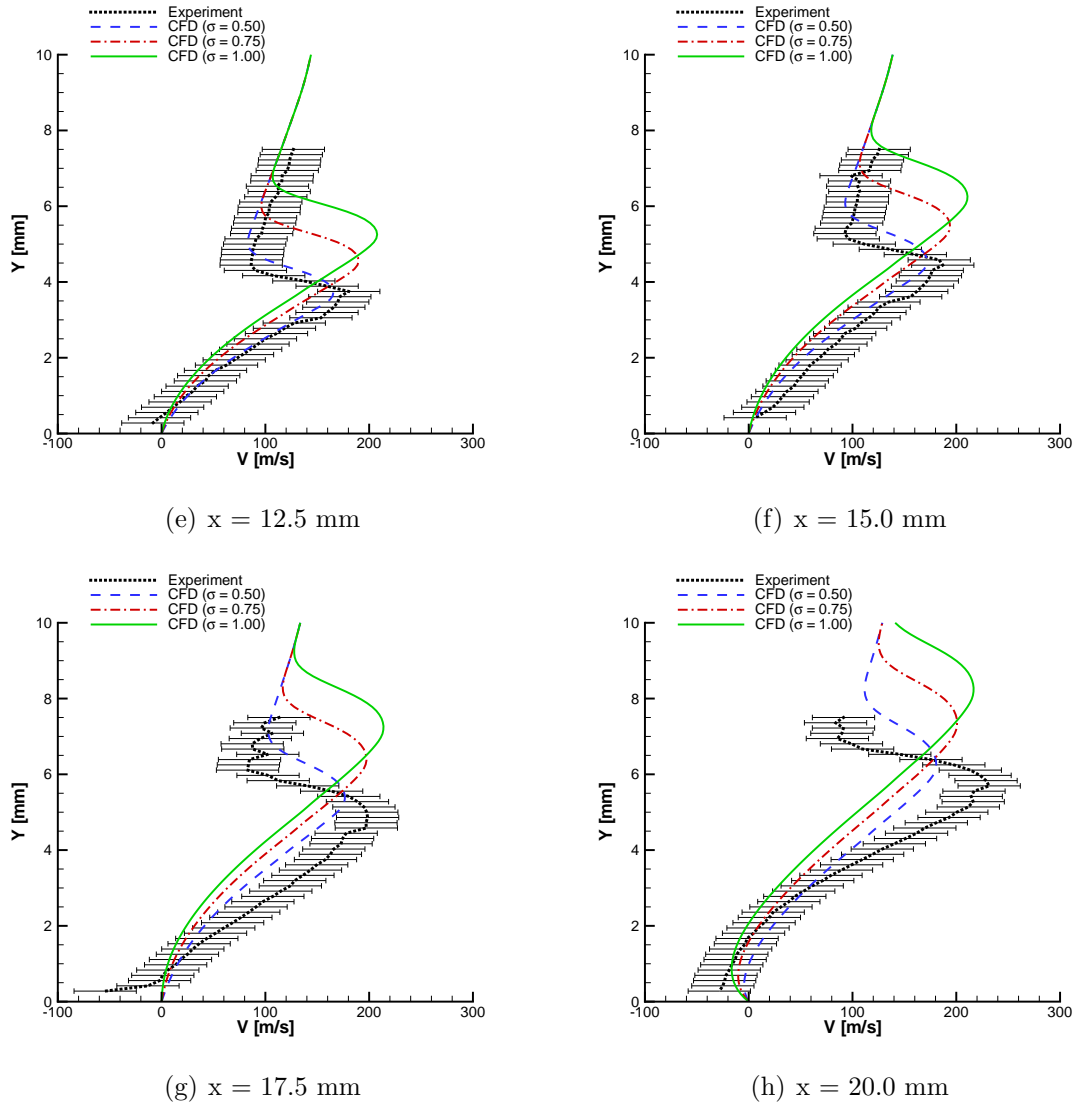 Experiment
CFD (σ = 0.50)
CFD (σ = 0.75)
CFD (σ = 1.00)
10
8
6
4
2
0
Y [mm]
-100 0 100 200 300
V [m/s]
(e) x = 12.5 mm
Experiment
CFD (σ = 0.50)
CFD (σ = 0.75)
CFD (σ = 1.00)
10
8
6
4
2
0
Y [mm]
-100 0 100 200 300
V [m/s]
(f) x = 15.0 mm
Experiment
CFD (σ = 0.50)
CFD (σ = 0.75)
CFD (σ = 1.00)
10
8
6
4
2
0
Y [mm]
-100 0 100 200 300
V [m/s]
(g) x = 17.5 mm
Experiment
CFD (σ = 0.50)
CFD (σ = 0.75)
CFD (σ = 1.00)
10
8
6
4
2
0
Y [mm]
-100 0 100 200 300
V [m/s]
(h) x = 20.0 mm